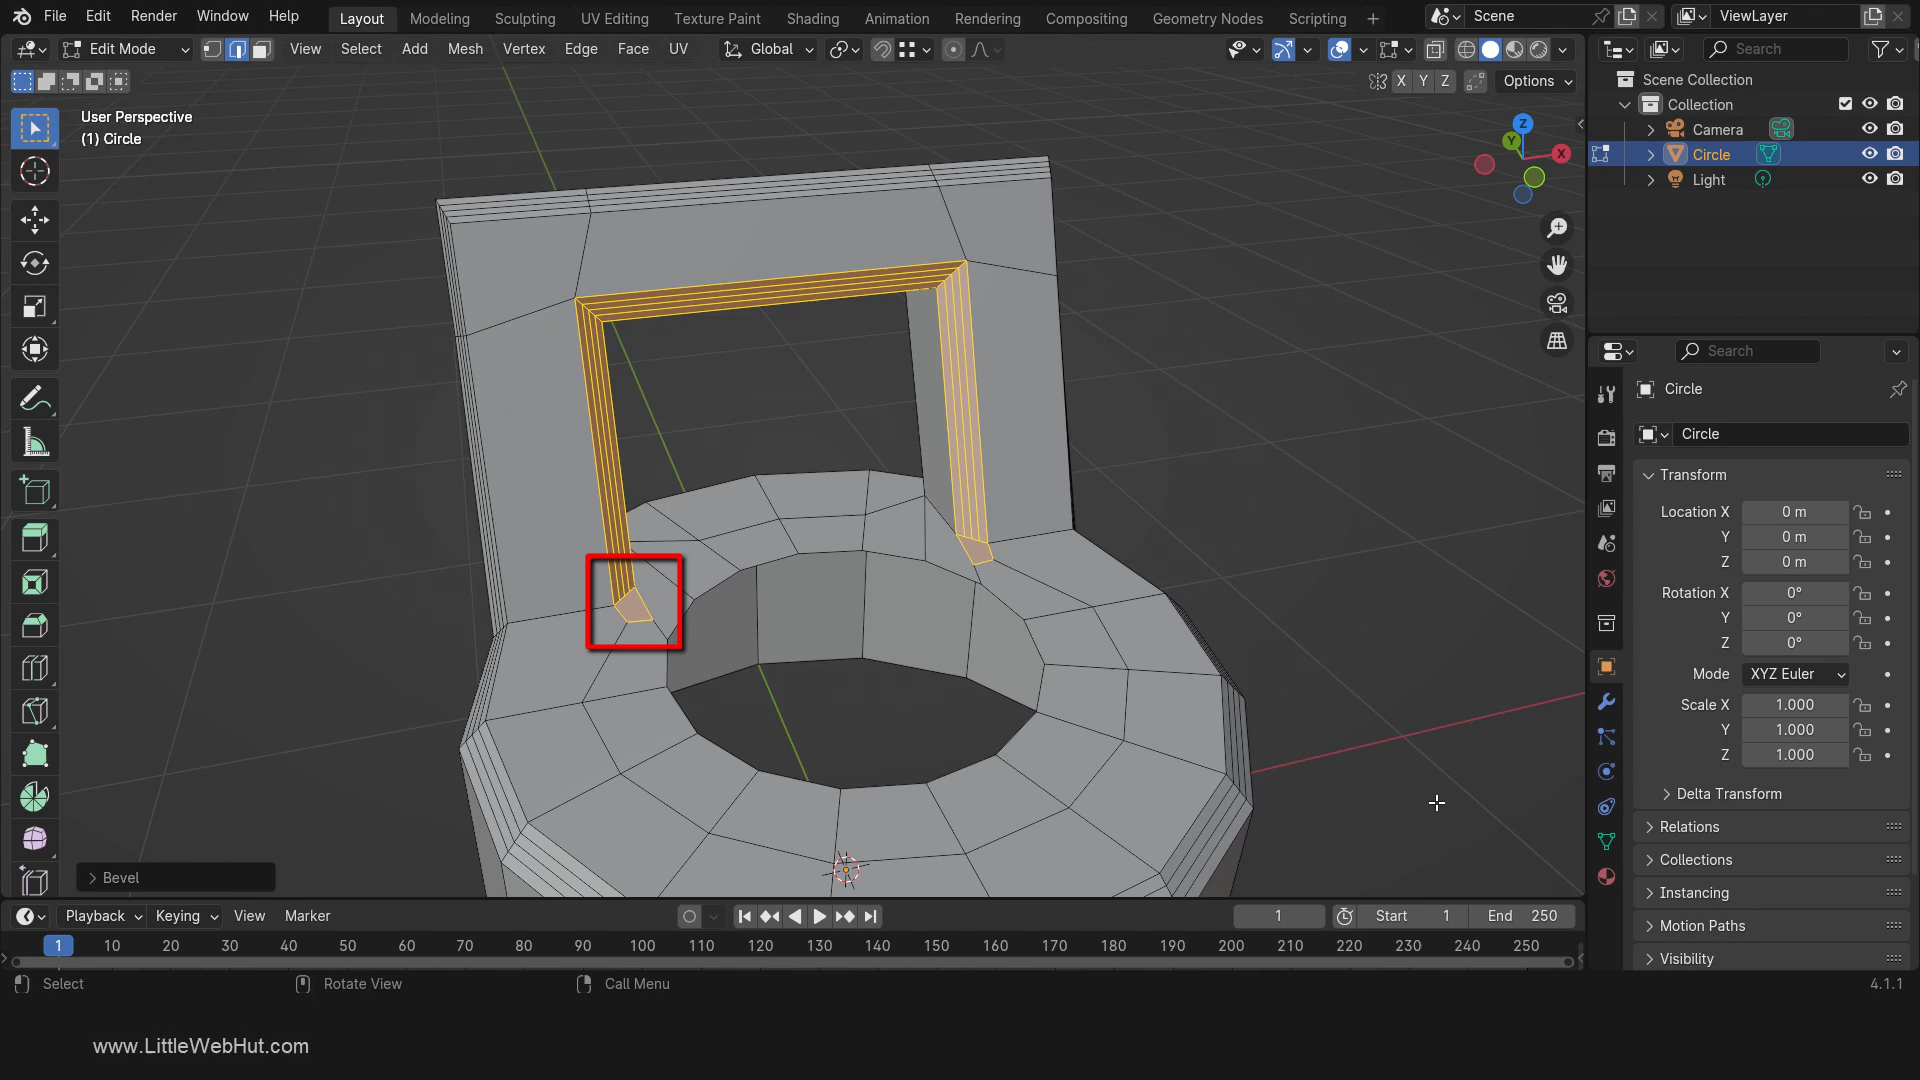 File Edit Render Window Help Layout Modeling Sculpting UV Editing Texture Paint Shading Animation Rendering Compositing Geometry Nodes Scripting + Scene ViewLayer
Edit Mode View Select Add Mesh Vertex Edge Face UV Global Search
X Y Z Options
User Perspective
(1) Circle
Z
Y
X
Scene Collection
Collection
Camera
Circle
Light
Search
Circle
Circle
Transform
Location X 0 m
Y 0 m
Z 0 m
Rotation X 0°
Y 0°
Z 0°
Mode XYZ Euler
Scale X 1.000
Y 1.000
Z 1.000
Delta Transform
Relations
Collections
Instancing
Motion Paths
Visibility
Bevel
Playback Keying View Marker 1 Start 1 End 250
1 10 20 30 40 50 60 70 80 90 100 110 120 130 140 150 160 170 180 190 200 210 220 230 240 250
Select Rotate View Call Menu 4.1.1
www.LittleWebHut.com